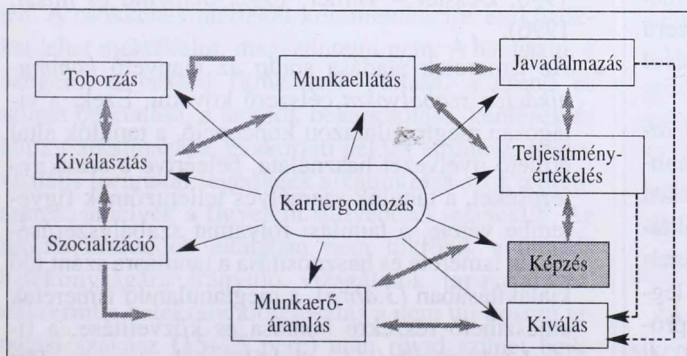 Toborzás
Munkaellátás
Javadalmazás
Kiválasztás
Teljesítmény-
értékelés
Karriergondozás
Szocializáció
Képzés
Munkaerő-
áramlás
Kiválás